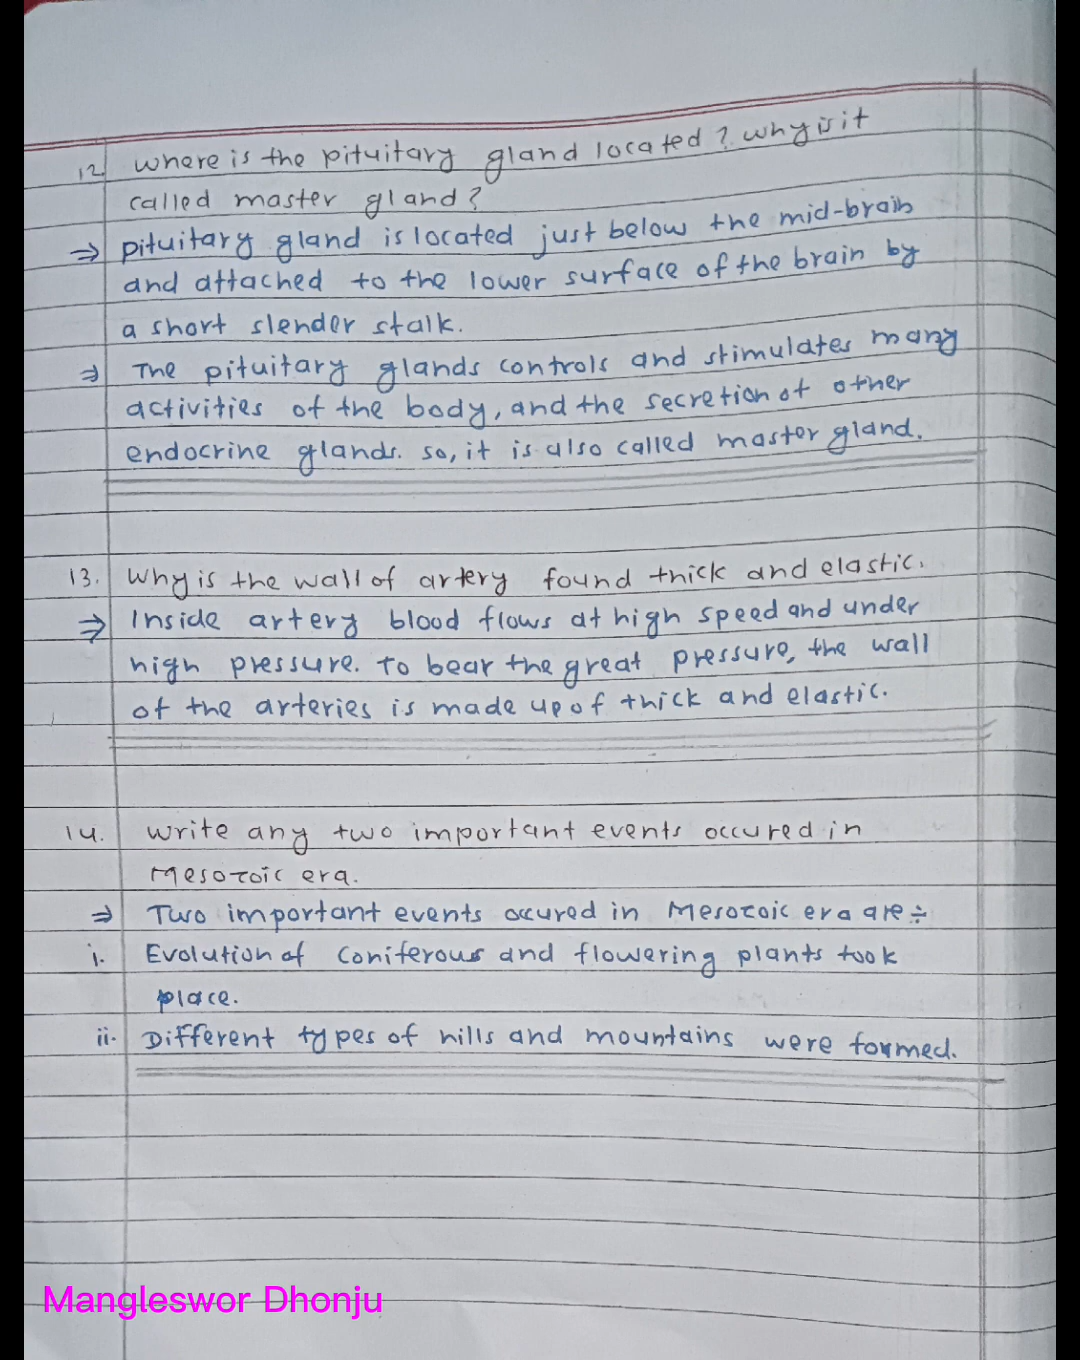 12. Where is the pituitary gland located? Why is it
called master gland?
⇒ pituitary gland is located just below the mid-brain
and attached to the lower surface of the brain by
a short slender stalk.
⇒ The pituitary glands controls and stimulates many
activities of the body, and the secretion of other
endocrine glands. so, it is also called master gland.
13. Why is the wall of artery found thick and elastic.
⇒ Inside artery blood flows at high speed and under
high pressure. To bear the great pressure, the wall
of the arteries is made up of thick and elastic.
14. Write any two important events occured in
Mesozoic era.
⇒ Two important events occured in Mesozoic era are ÷
i. Evolution of coniferous and flowering plants took
place.
ii. Different types of hills and mountains were formed.
Mangleswor Dhonju